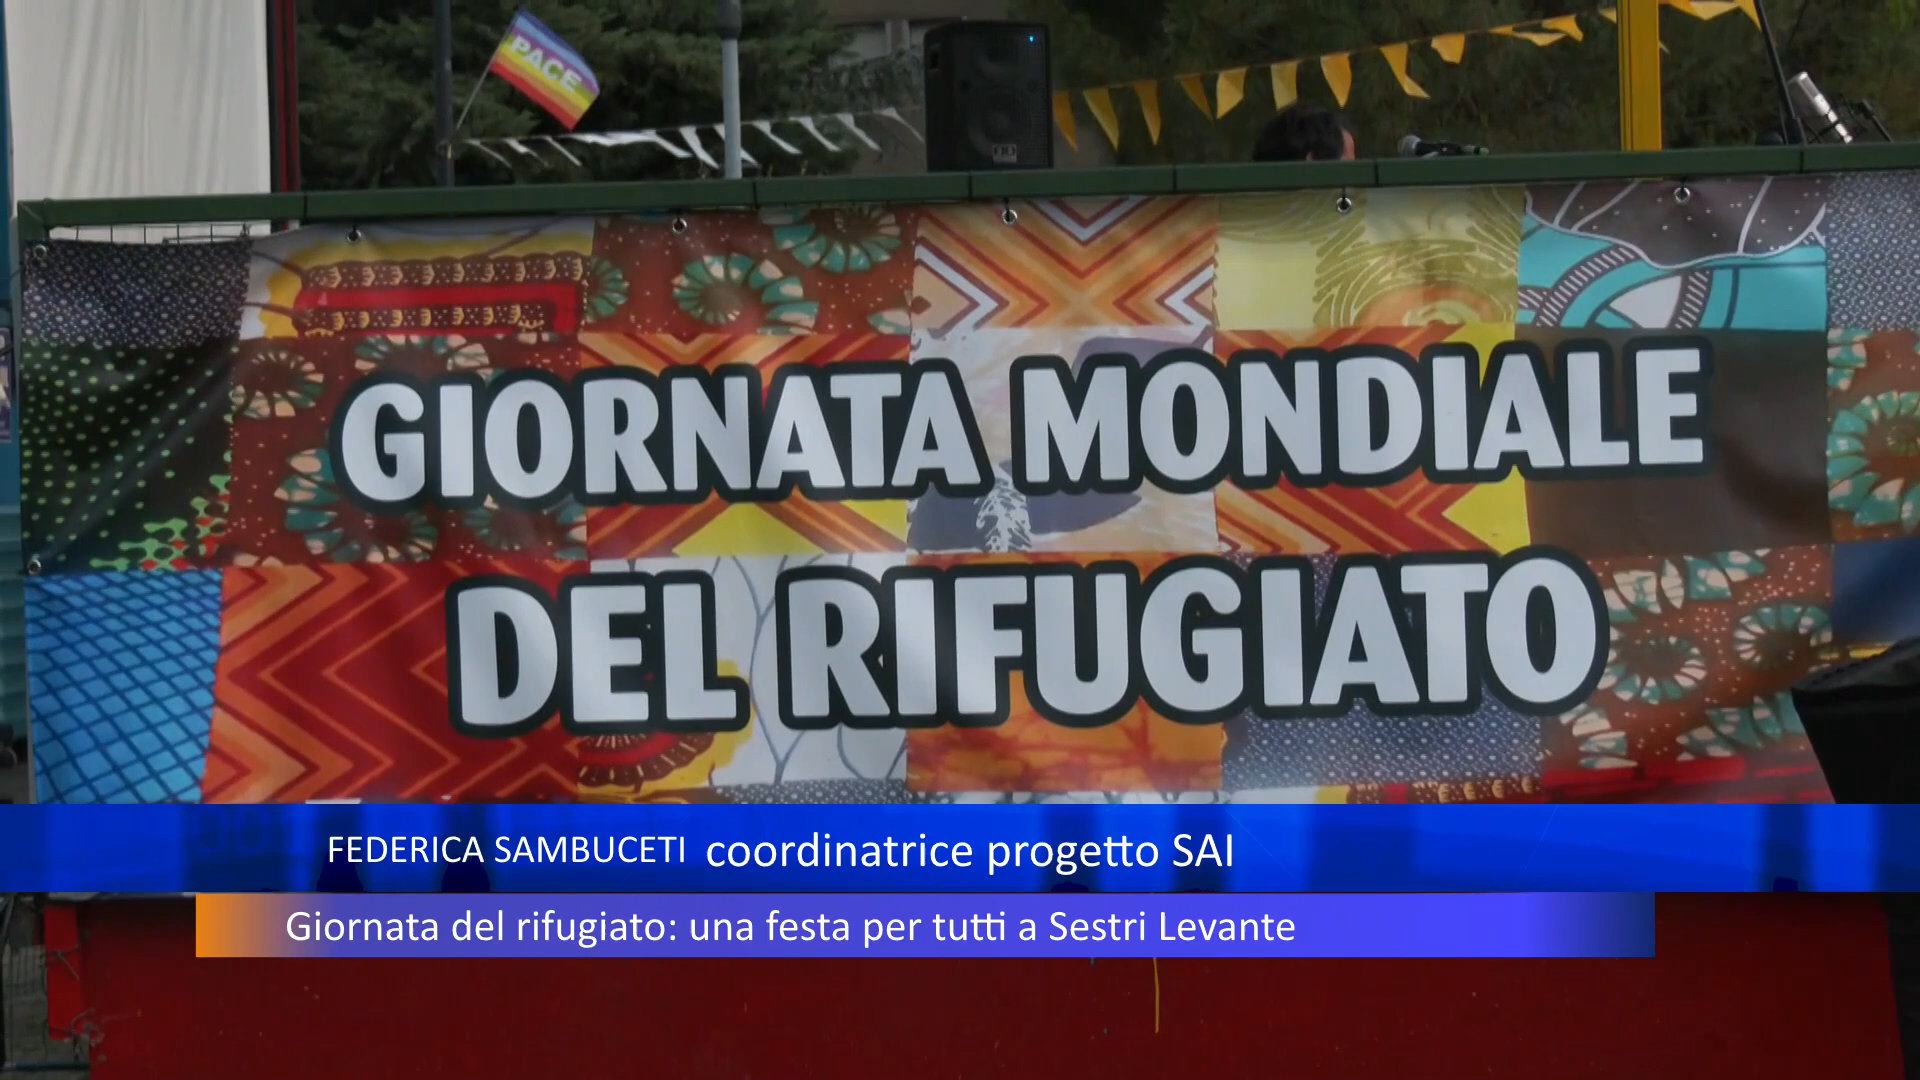 PACE
GIORNATA MONDIALE
DEL RIFUGIATO
FEDERICA SAMBUCETI coordinatrice progetto SAI
Giornata del rifugiato: una festa per tutti a Sestri Levante